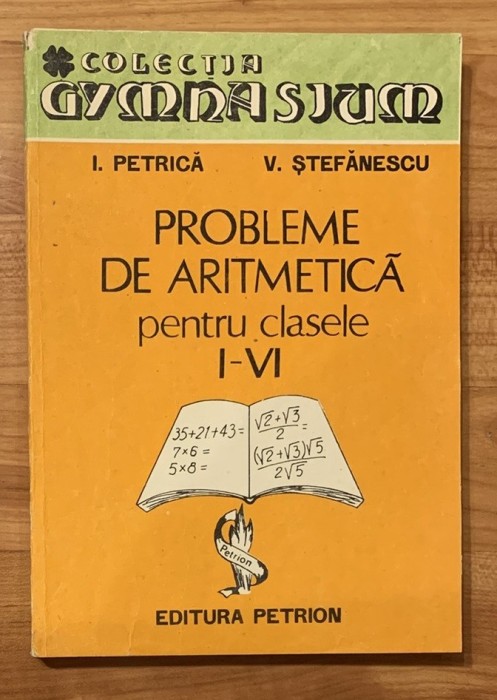 COLECȚIA
GYMNASIUM
I. PETRICĂ V. ȘTEFĂNESCU
PROBLEME
DE ARITMETICĂ
pentru clasele
I-VI
35+21+43=
7×6=
5×8=
√2+√3
2 =
(√2+√3)√5
2√5
Petrion
EDITURA PETRION